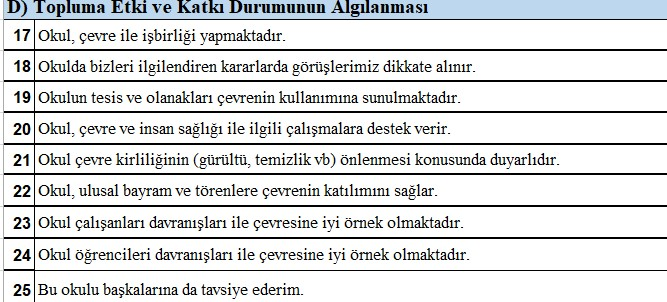 D) Topluma Etki ve Katkı Durumunun Algılanması
17 Okul, çevre ile işbirliği yapmaktadır.
18 Okulda bizleri ilgilendiren kararlarda görüşlerimiz dikkate alınır.
19 Okulun tesis ve olanakları çevrenin kullanımına sunulmaktadır.
20 Okul, çevre ve insan sağlığı ile ilgili çalışmalara destek verir.
21 Okul çevre kirliliğinin (gürültü, temizlik vb) önlenmesi konusunda duyarlıdır.
22 Okul, ulusal bayram ve törenlere çevrenin katılımını sağlar.
23 Okul çalışanları davranışları ile çevresine iyi örnek olmaktadır.
24 Okul öğrencileri davranışları ile çevresine iyi örnek olmaktadır.
25 Bu okulu başkalarına da tavsiye ederim.